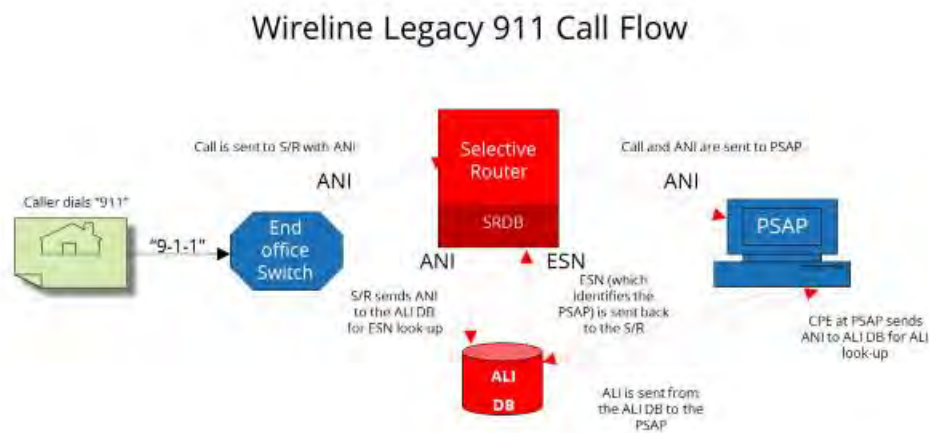 Wireline Legacy 911 Call Flow
Call is sent to S/R with ANI
ANI
Selective
Router
SRDB
Call and ANI are sent to PSAP
ANI
Caller dials "911"
"9-1-1"
End
office
Switch
PSAP
ANI
ESN
S/R sends ANI
to the ALI DB
for ESN look-up
ESN (which
identifies the
PSAP) is sent back
to the S/R
CPE at PSAP sends
ANI to ALI DB for ALI
look-up
ALI
DB
ALI is sent from
the ALI DB to the
PSAP